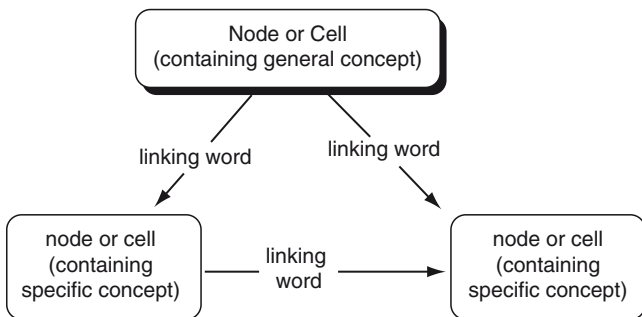 Node or Cell
(containing general concept)
linking word
linking word
node or cell
(containing
specific concept)
linking
word
node or cell
(containing
specific concept)